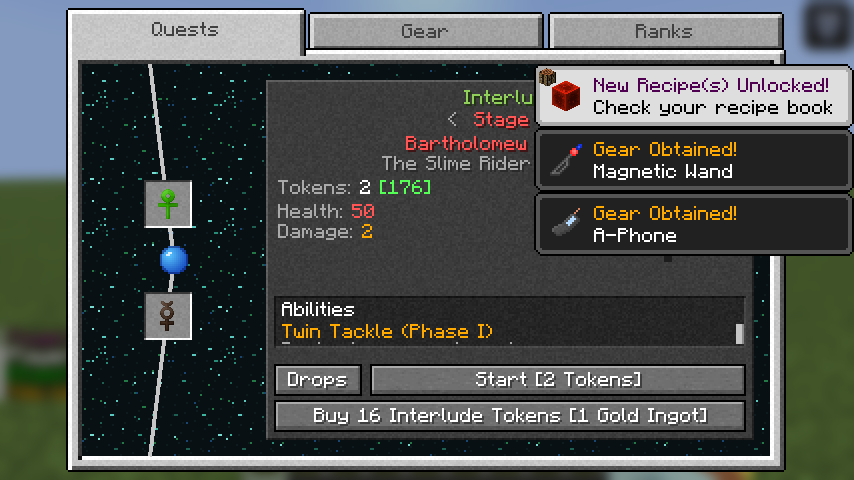 Quests
Gear
Ranks
New Recipe(s) Unlocked!
Check your recipe book
Interlu
< Stage
Bartholomew
The Slime Rider
Gear Obtained!
Magnetic Wand
Tokens: 2 [176]
Health: 50
Damage: 2
Gear Obtained!
A-Phone
Abilities
Twin Tackle (Phase I)
Drops
Start [2 Tokens]
Buy 16 Interlude Tokens [1 Gold Ingot]